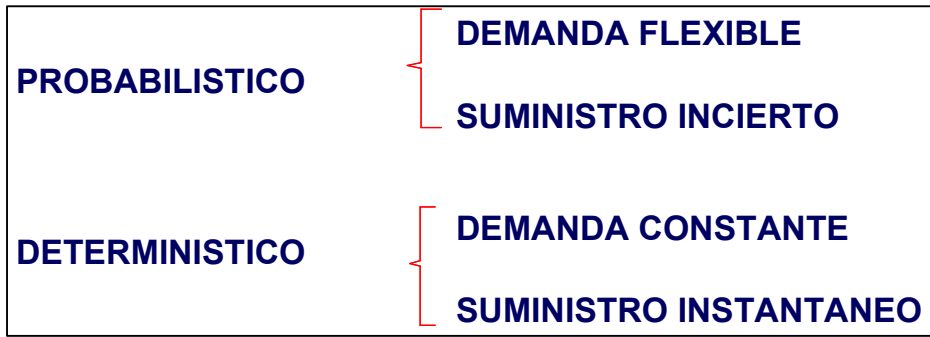 DEMANDA FLEXIBLE
PROBABILISTICO
SUMINISTRO INCIERTO
DEMANDA CONSTANTE
DETERMINISTICO
SUMINISTRO INSTANTANEO